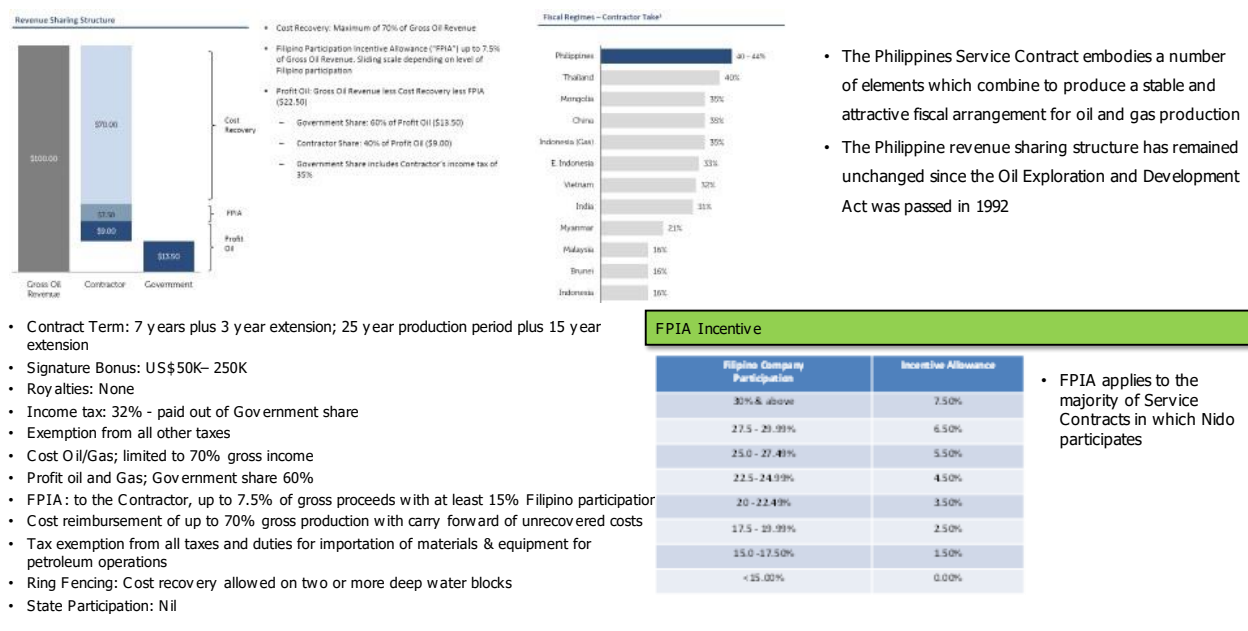 Revenue Sharing Structure
$100.00
$70.00
$7.50
$9.00
$13.50
Cost
Recovery
FPIA
Profit
Oil
Gross Oil
Revenue
Contractor
Government
• Cost Recovery: Maximum of 70% of Gross Oil Revenue
• Filipino Participation Incentive Allowance ("FPIA") up to 7.5%
of Gross Oil Revenue. Sliding scale depending on level of
Filipino participation
• Profit Oil: Gross Oil Revenue less Cost Recovery less FPIA
($22.50)
– Government Share: 60% of Profit Oil ($13.50)
– Contractor Share: 40% of Profit Oil ($9.00)
– Government Share includes Contractor's income tax of
35%
Fiscal Regimes – Contractor Take¹
Philippines 40 - 44%
Thailand 40%
Mongolia 36%
China 36%
Indonesia (Gas) 36%
E. Indonesia 33%
Vietnam 32%
India 31%
Myanmar 21%
Malaysia 16%
Brunei 16%
Indonesia 16%
• The Philippines Service Contract embodies a number
of elements which combine to produce a stable and
attractive fiscal arrangement for oil and gas production
• The Philippine revenue sharing structure has remained
unchanged since the Oil Exploration and Development
Act was passed in 1992
• Contract Term: 7 years plus 3 year extension; 25 year production period plus 15 year
extension
• Signature Bonus: US$50K– 250K
• Royalties: None
• Income tax: 32% - paid out of Government share
• Exemption from all other taxes
• Cost Oil/Gas; limited to 70% gross income
• Profit oil and Gas; Government share 60%
• FPIA: to the Contractor, up to 7.5% of gross proceeds with at least 15% Filipino participation
• Cost reimbursement of up to 70% gross production with carry forward of unrecovered costs
• Tax exemption from all taxes and duties for importation of materials & equipment for
petroleum operations
• Ring Fencing: Cost recovery allowed on two or more deep water blocks
• State Participation: Nil
FPIA Incentive
Filipino Company
Participation
Incentive Allowance
30% & above 7.50%
27.5 - 29.99% 6.50%
25.0 - 27.49% 5.50%
22.5-24.99% 4.50%
20 -22.49% 3.50%
17.5 - 19.99% 2.50%
15.0 -17.50% 1.50%
<15.00% 0.00%
• FPIA applies to the
majority of Service
Contracts in which Nido
participates